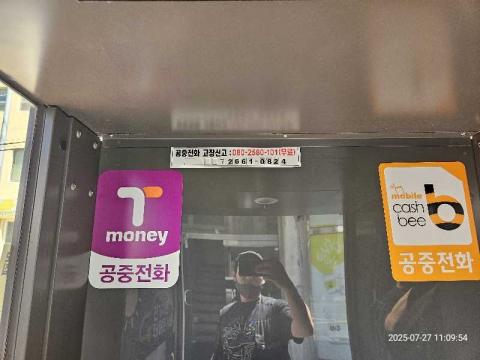 공중전화 고장신고 : 080-2580-101(무료)
72661-0824
T
money
공중전화
mobile
cash
bee
b
공중전화
2025-07-27 11:09:54